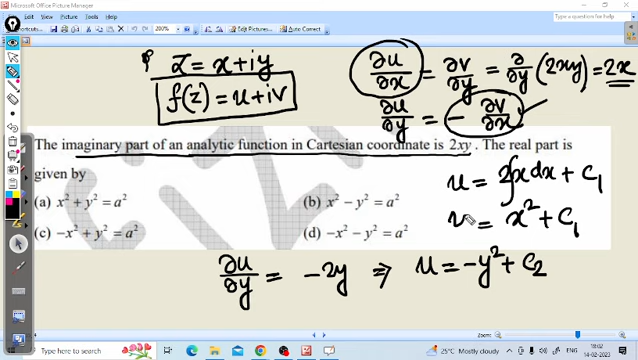 Microsoft Office Picture Manager
File Edit View Picture Tools Help
Type a question for help
200% Edit Pictures... Auto Correct
z = x+iy
f(z) = u+iv
∂u/∂x = ∂v/∂y = ∂/∂y (2xy) = 2x
∂u/∂y = - ∂v/∂x
The imaginary part of an analytic function in Cartesian coordinate is 2xy . The real part is
given by
(a) x² + y² = a² (b) x² − y² = a²
(c) −x² + y² = a² (d) −x² − y² = a²
u = 2∫x dx + C₁
u = x² + C₁
∂u/∂y = -2y ⇒ u = -y² + C₂
Zoom:
Type here to search
25°C Mostly cloudy
ENG
18:02
14-02-2023